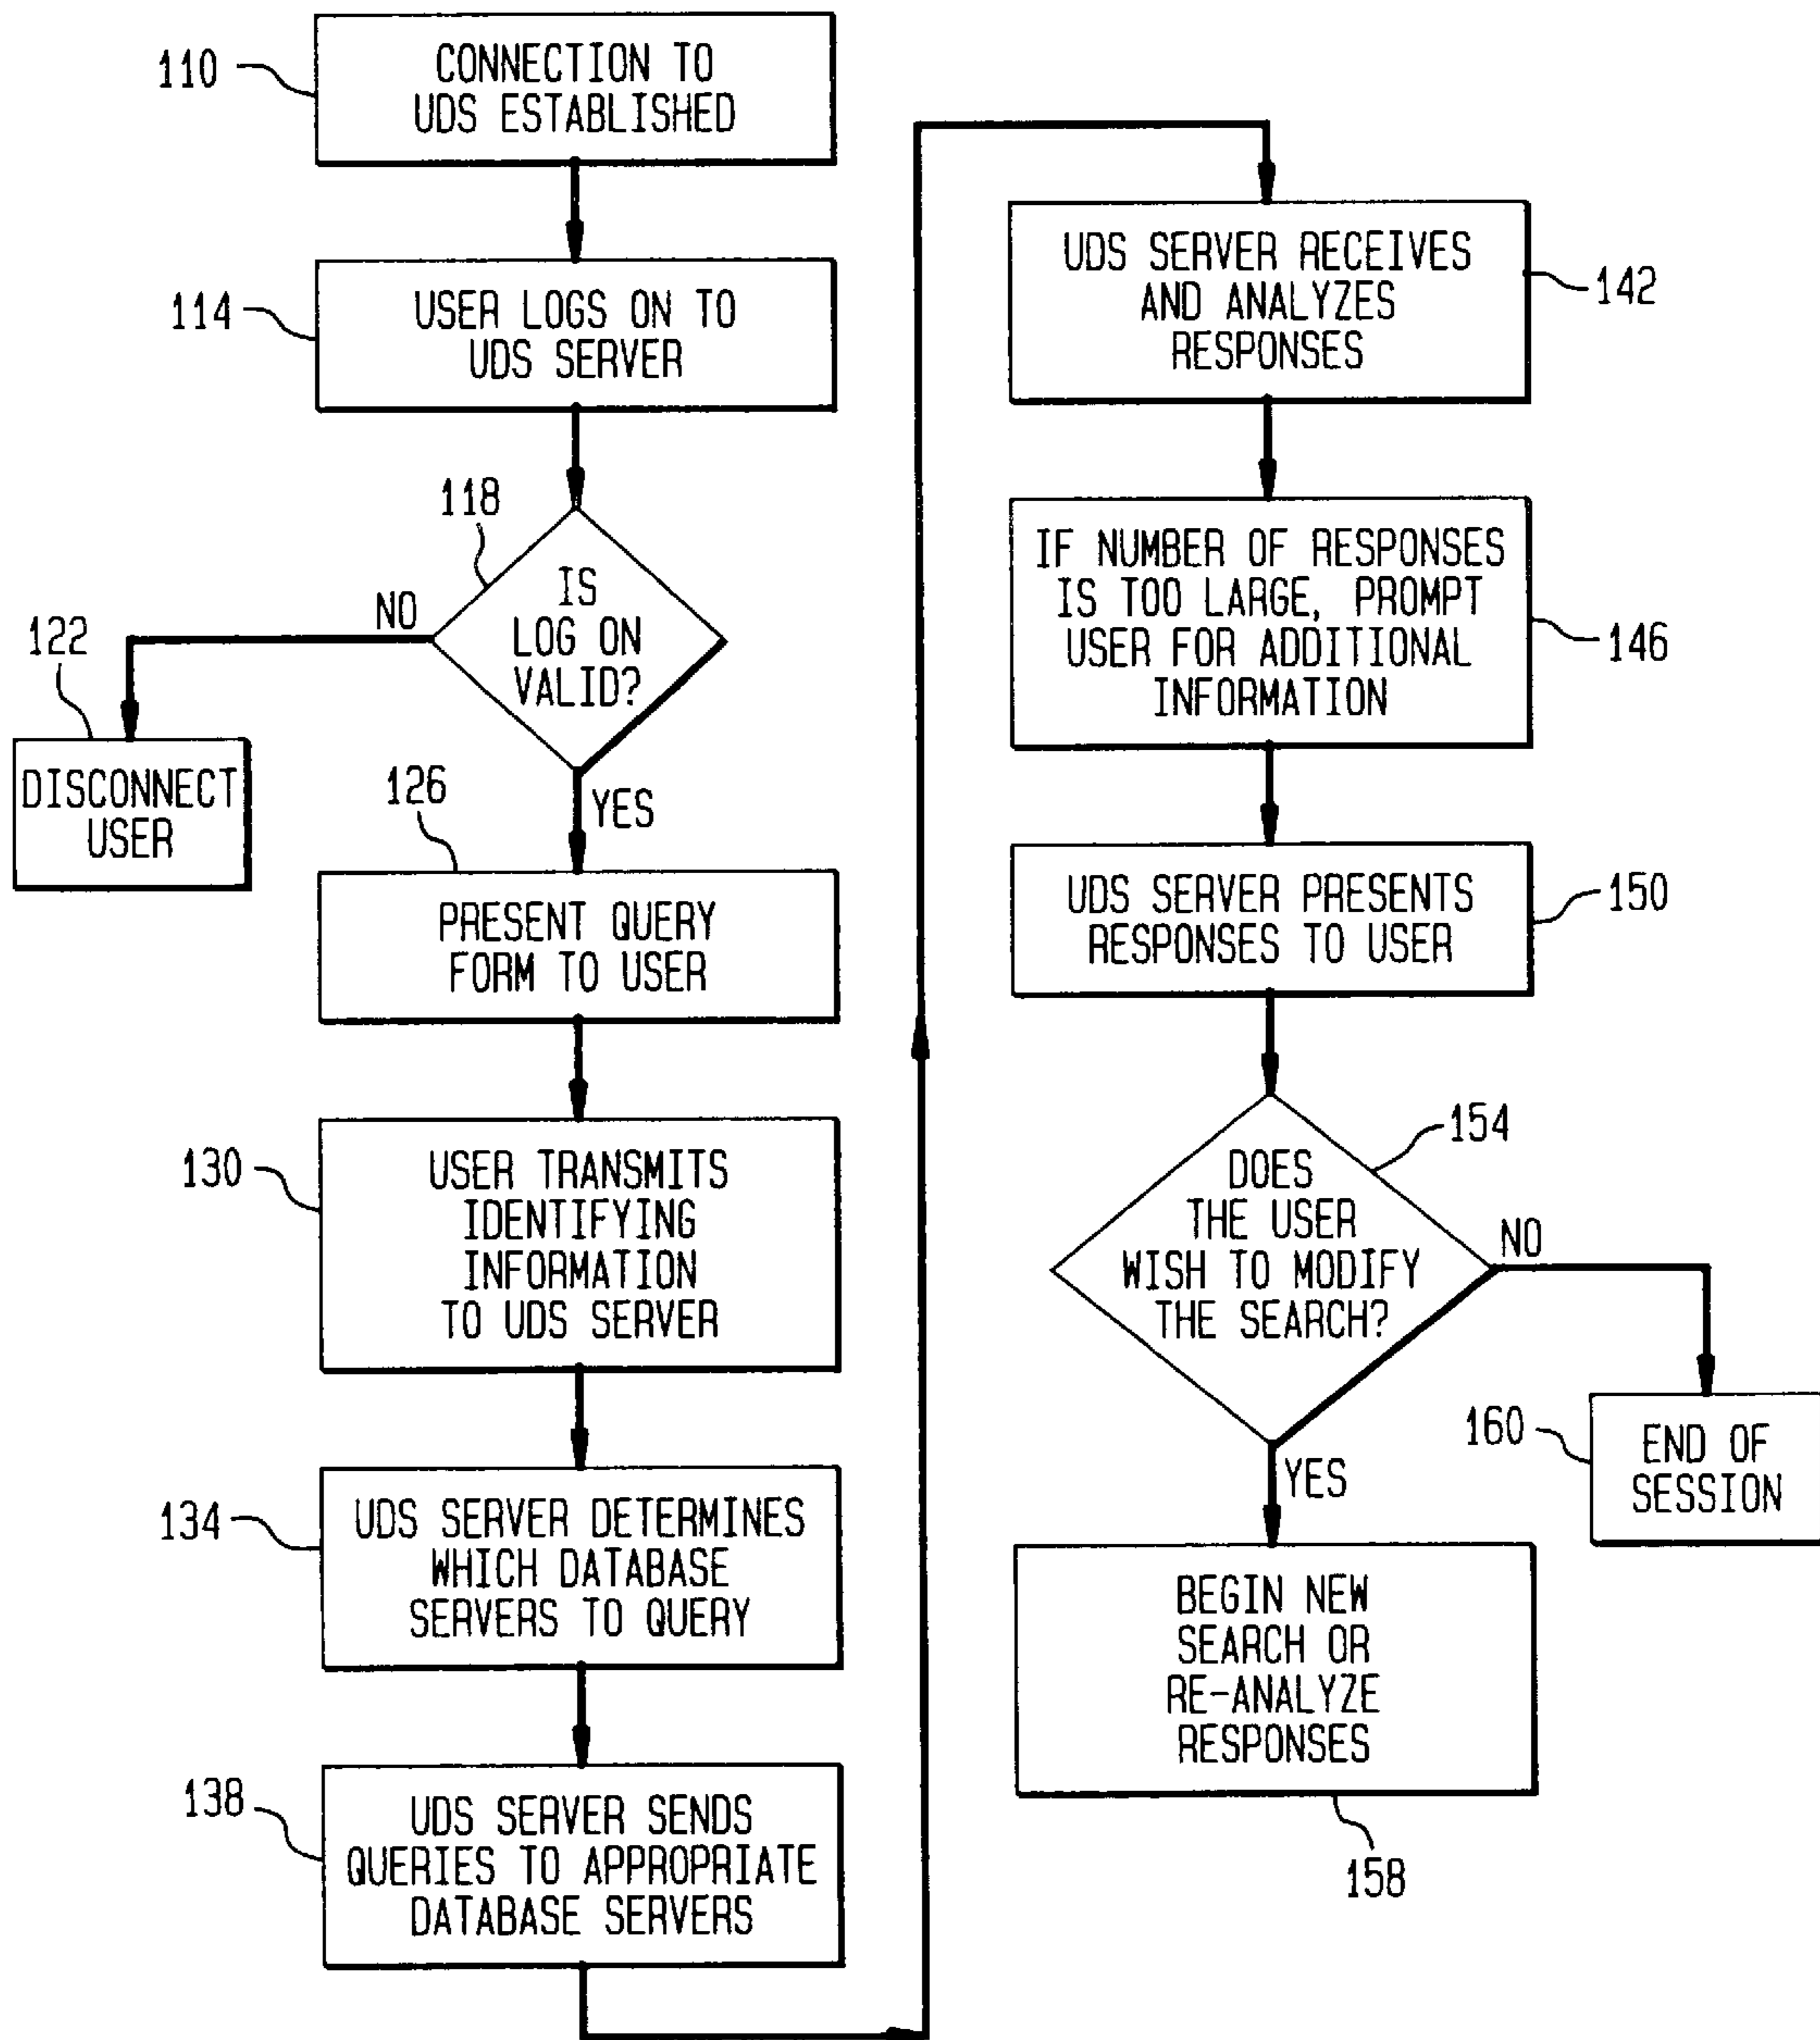 110
CONNECTION TO
UDS ESTABLISHED
114
USER LOGS ON TO
UDS SERVER
118
IS
LOG ON
VALID?
NO
122
DISCONNECT
USER
YES
126
PRESENT QUERY
FORM TO USER
130
USER TRANSMITS
IDENTIFYING
INFORMATION
TO UDS SERVER
134
UDS SERVER DETERMINES
WHICH DATABASE
SERVERS TO QUERY
138
UDS SERVER SENDS
QUERIES TO APPROPRIATE
DATABASE SERVERS
UDS SERVER RECEIVES
AND ANALYZES
RESPONSES
142
IF NUMBER OF RESPONSES
IS TOO LARGE, PROMPT
USER FOR ADDITIONAL
INFORMATION
146
UDS SERVER PRESENTS
RESPONSES TO USER
150
154
DOES
THE USER
WISH TO MODIFY
THE SEARCH?
NO
160
END OF
SESSION
YES
BEGIN NEW
SEARCH OR
RE-ANALYZE
RESPONSES
158